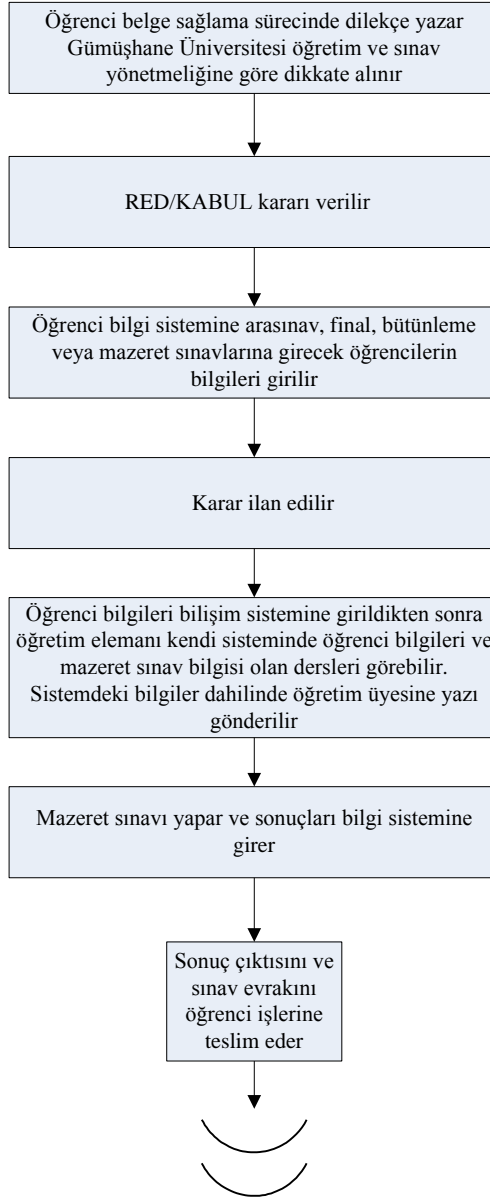 Öğrenci belge sağlama sürecinde dilekçe yazar
Gümüşhane Üniversitesi öğretim ve sınav
yönetmeliğine göre dikkate alınır
RED/KABUL kararı verilir
Öğrenci bilgi sistemine arasınav, final, bütünleme
veya mazeret sınavlarına girecek öğrencilerin
bilgileri girilir
Karar ilan edilir
Öğrenci bilgileri bilişim sistemine girildikten sonra
öğretim elemanı kendi sisteminde öğrenci bilgileri ve
mazeret sınav bilgisi olan dersleri görebilir.
Sistemdeki bilgiler dahilinde öğretim üyesine yazı
gönderilir
Mazeret sınavı yapar ve sonuçları bilgi sistemine
girer
Sonuç çıktısını ve
sınav evrakını
öğrenci işlerine
teslim eder